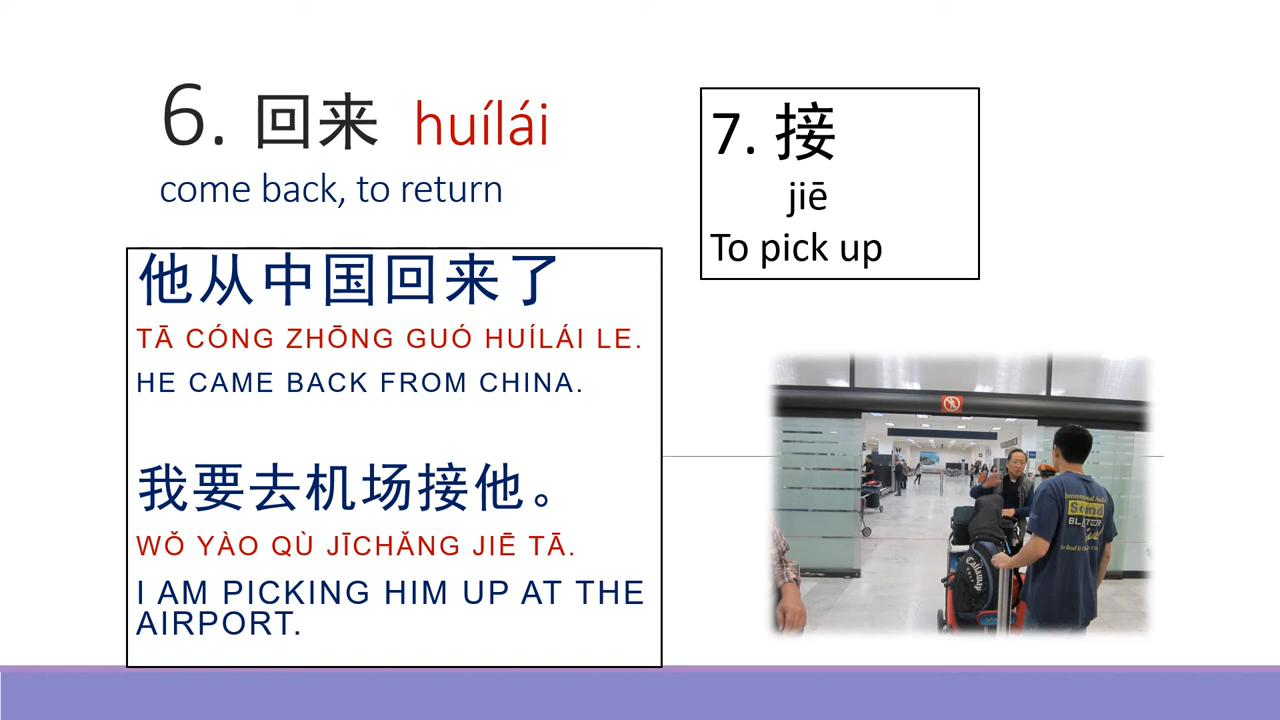 6. 回来 huílái
come back, to return
7. 接
jiē
To pick up
他从中国回来了
TĀ CÓNG ZHŌNG GUÓ HUÍLÁI LE.
HE CAME BACK FROM CHINA.
我要去机场接他。
WǑ YÀO QÙ JĪCHǍNG JIĒ TĀ.
I AM PICKING HIM UP AT THE
AIRPORT.
Sound
BLASTER
Callaway